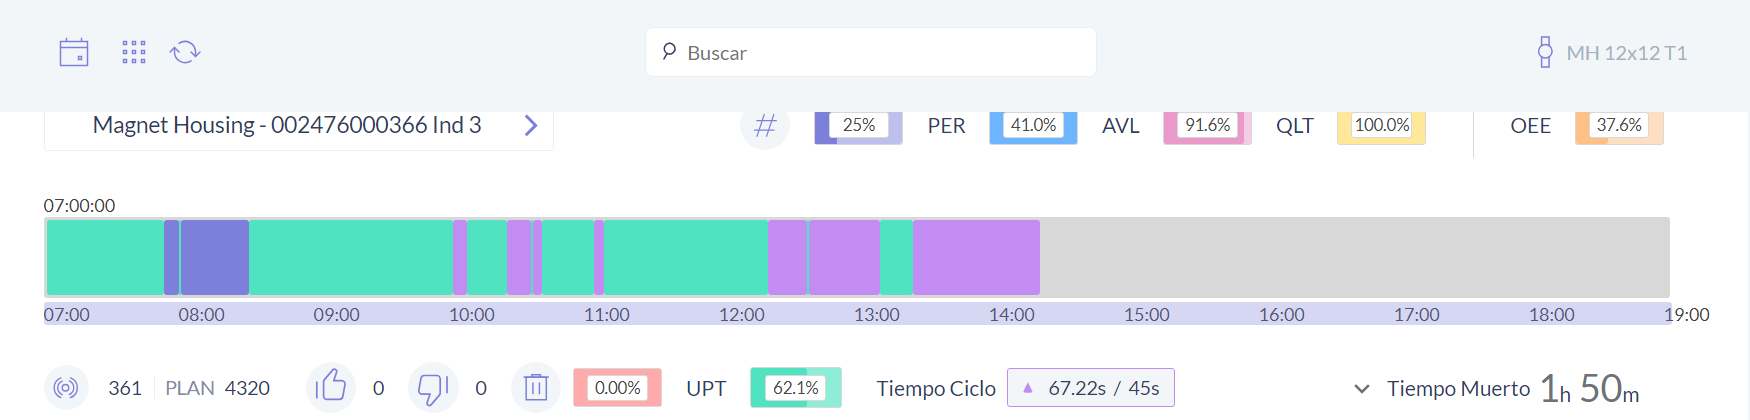 Buscar
MH 12x12 T1
Magnet Housing - 002476000366 Ind 3
# 25% PER 41.0% AVL 91.6% QLT 100.0% OEE 37.6%
07:00:00
07:00 08:00 09:00 10:00 11:00 12:00 13:00 14:00 15:00 16:00 17:00 18:00 19:00
361 PLAN 4320 0 0 0.00% UPT 62.1% Tiempo Ciclo 67.22s / 45s Tiempo Muerto 1h 50m